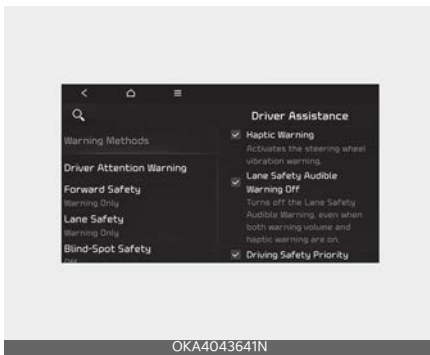 Driver Assistance
Warning Methods
Driver Attention Warning
Forward Safety
Warning Only
Lane Safety
Warning Only
Blind-Spot Safety
Off
Haptic Warning
Activates the steering wheel
vibration warning.
Lane Safety Audible
Warning Off
Turns off the Lane Safety
Audible Warning, even when
both warning volume and
haptic warning are on.
Driving Safety Priority
OKA4043641N